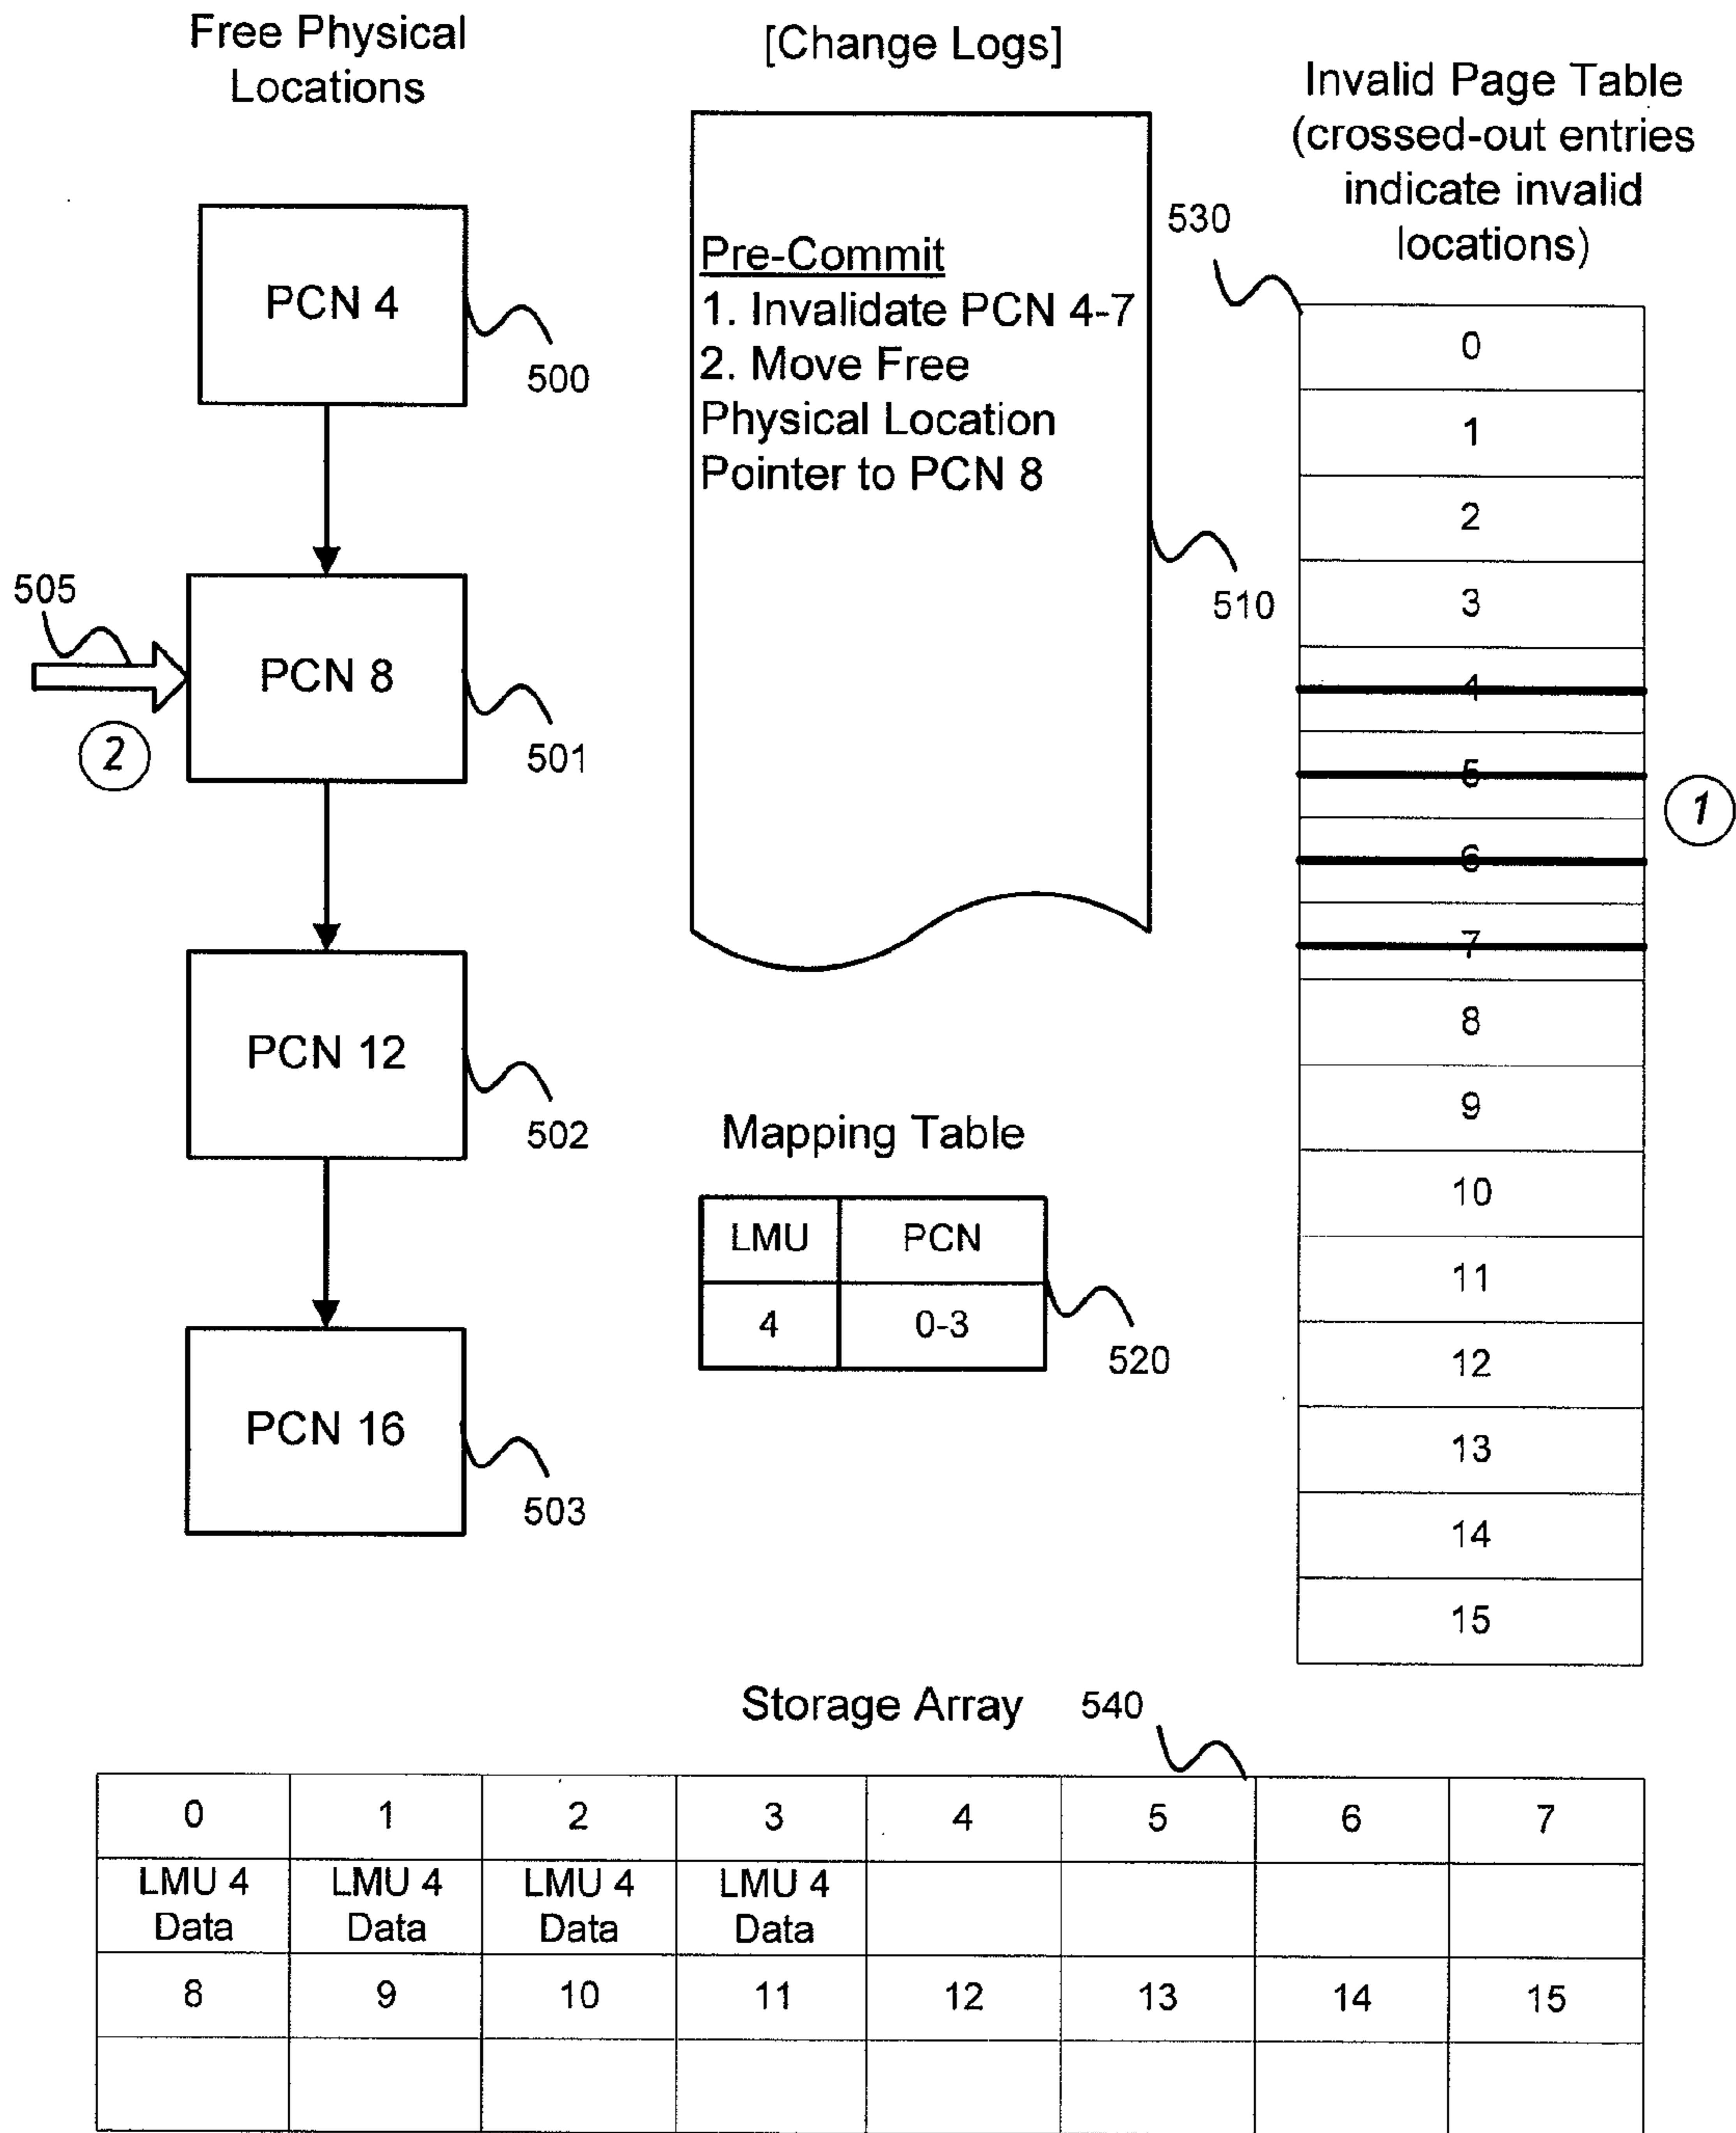 Free Physical
Locations
PCN 4
500
505
PCN 8
2
501
PCN 12
502
PCN 16
503
[Change Logs]
Pre-Commit
1. Invalidate PCN 4-7
2. Move Free
Physical Location
Pointer to PCN 8
510
Mapping Table
LMU PCN
4 0-3
520
Invalid Page Table
(crossed-out entries
indicate invalid
locations)
530
0
1
2
3
4
5
6
7
1
8
9
10
11
12
13
14
15
Storage Array 540
0 1 2 3 4 5 6 7
LMU 4 LMU 4 LMU 4 LMU 4
Data Data Data Data
8 9 10 11 12 13 14 15